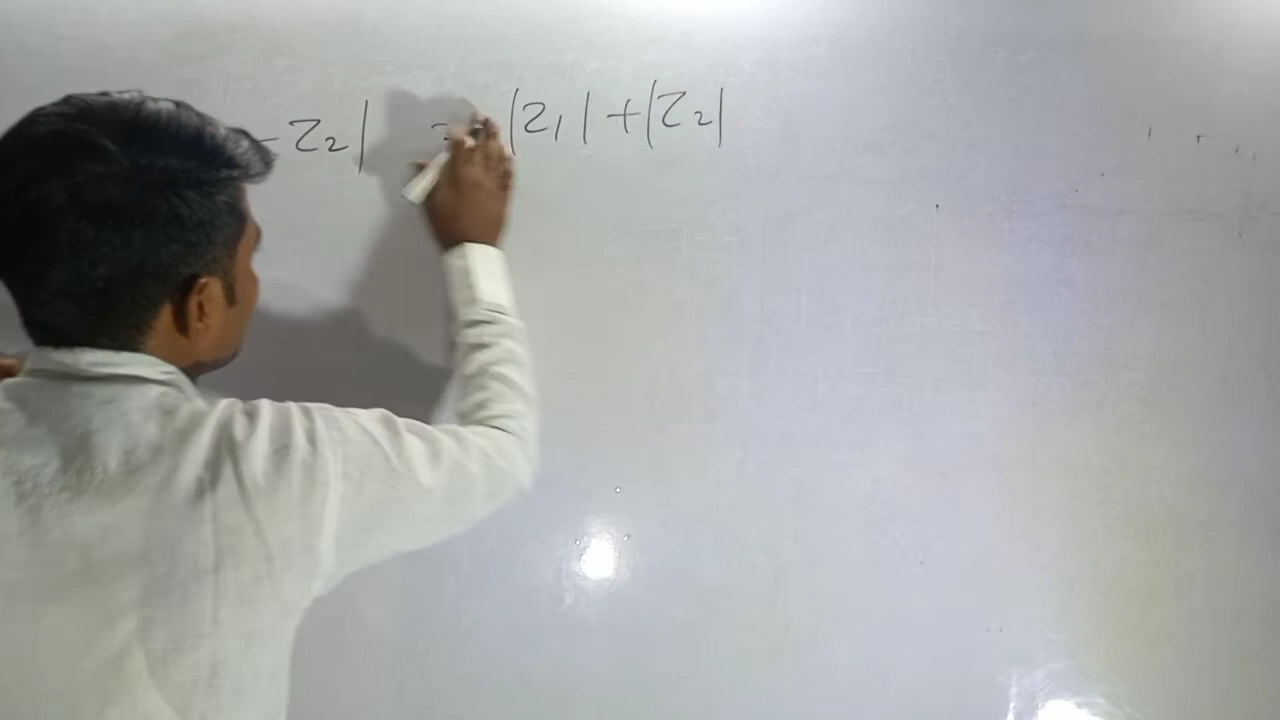 - z₂| = |z₁| + |z₂|